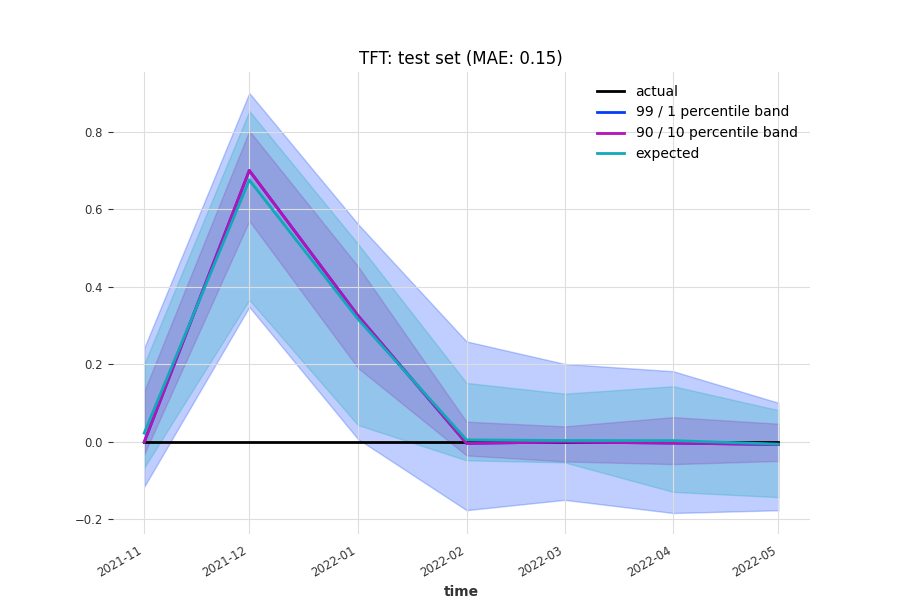 TFT: test set (MAE: 0.15)
actual
99 / 1 percentile band
90 / 10 percentile band
expected
0.8
0.6
0.4
0.2
0.0
−0.2
2021-11
2021-12
2022-01
2022-02
2022-03
2022-04
2022-05
time